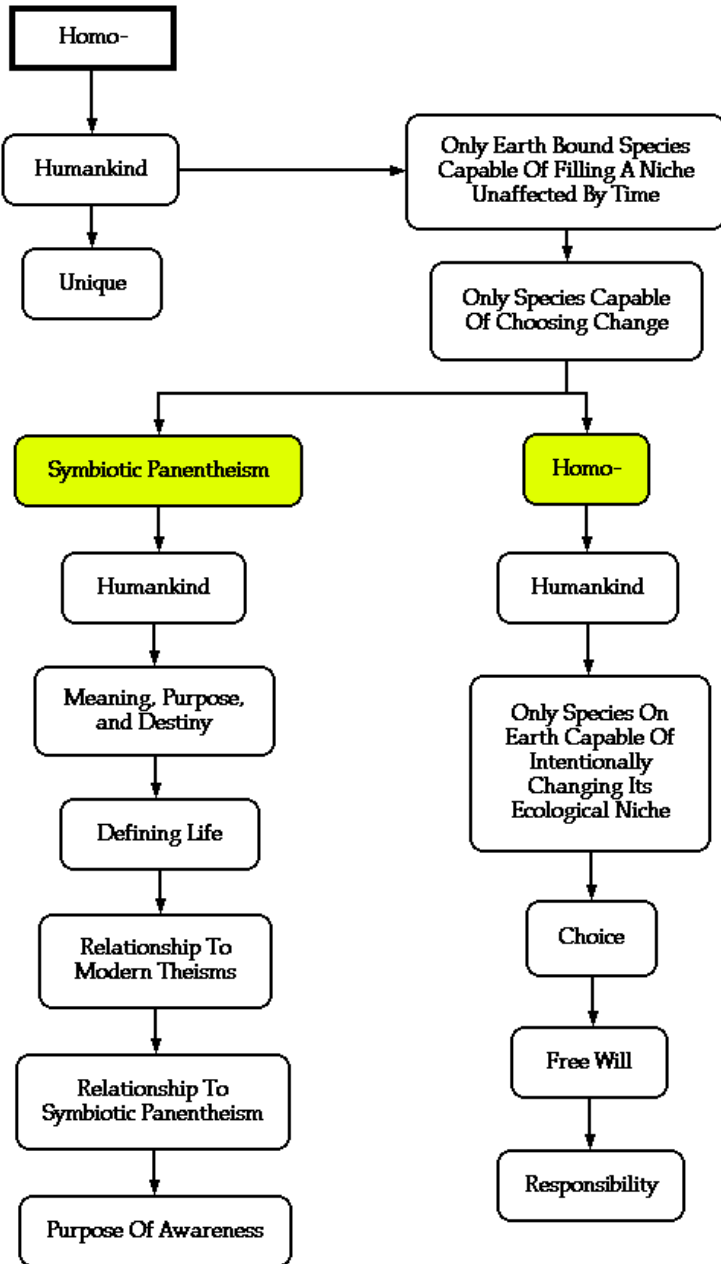 Homo-
Humankind
Only Earth Bound Species
Capable Of Filling A Niche
Unaffected By Time
Unique
Only Species Capable
Of Choosing Change
Symbiotic Panentheism
Homo-
Humankind
Humankind
Meaning, Purpose,
and Destiny
Only Species On
Earth Capable Of
Intentionally
Changing Its
Ecological Niche
Defining Life
Choice
Relationship To
Modern Theisms
Free Will
Relationship To
Symbiotic Panentheism
Responsibility
Purpose Of Awareness